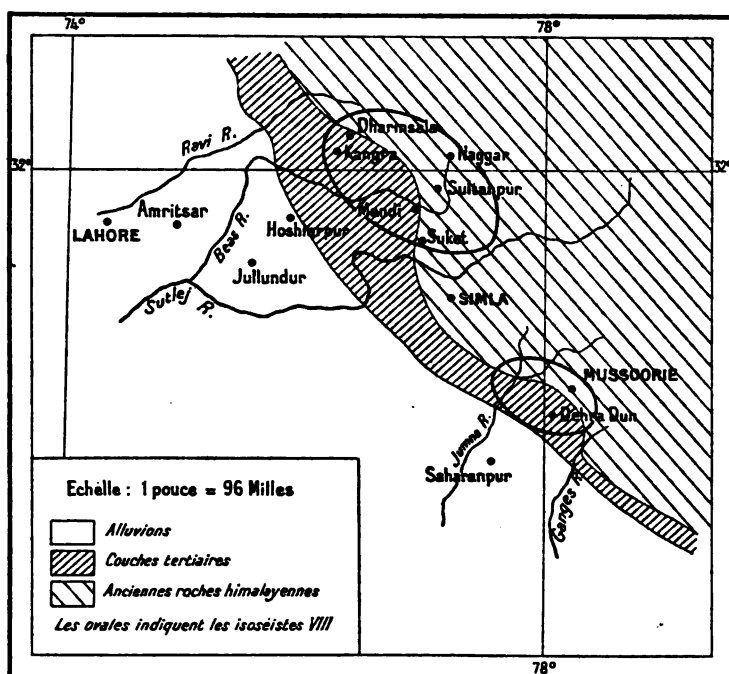 74°
78°
Ravi R.
Dharmsala
Kangra
Naggar
32°
32°
Sultanpur
Amritsar
LAHORE
Beas R.
Hoshiarpur
Mandi
Suket
Jullundur
Sutlej R.
SIMLA
MUSSOORIE
Dehra Dun
Jumna R.
Saharanpur
Ganges R.
Echelle : 1 pouce = 96 Milles
Alluvions
Couches tertiaires
Anciennes roches himalayennes
Les ovales indiquent les isoséistes VIII
78°